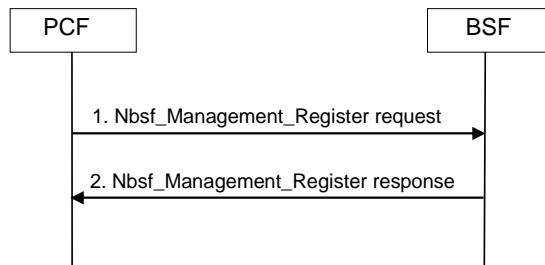 PCF
BSF
1. Nbsf_Management_Register request
2. Nbsf_Management_Register response